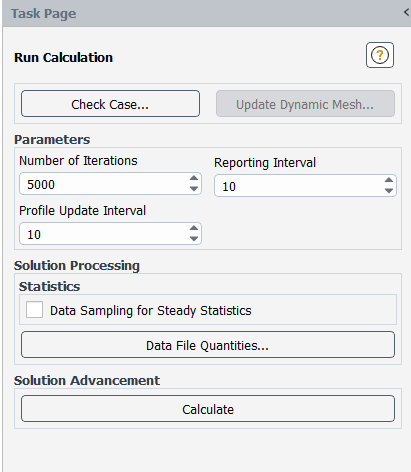 Task Page
Run Calculation
Check Case...
Update Dynamic Mesh...
Parameters
Number of Iterations
Reporting Interval
5000
10
Profile Update Interval
10
Solution Processing
Statistics
Data Sampling for Steady Statistics
Data File Quantities...
Solution Advancement
Calculate